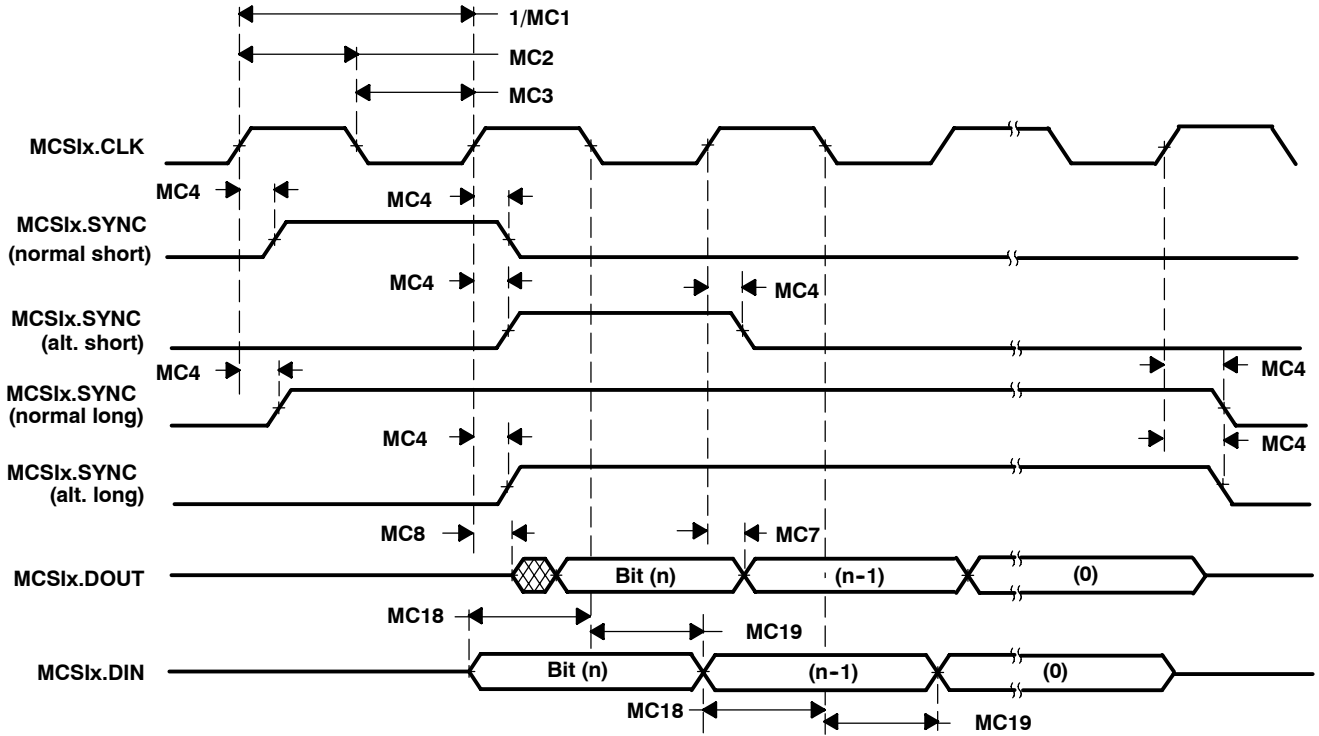 1/MC1
MC2
MC3
MCSIx.CLK
MC4
MC4
MCSIx.SYNC
(normal short)
MC4
MC4
MCSIx.SYNC
(alt. short)
MC4
MC4
MCSIx.SYNC
(normal long)
MC4
MC4
MCSIx.SYNC
(alt. long)
MC8
MC7
MCSIx.DOUT
Bit (n)
(n-1)
(0)
MC18
MC19
MCSIx.DIN
Bit (n)
(n-1)
(0)
MC18
MC19